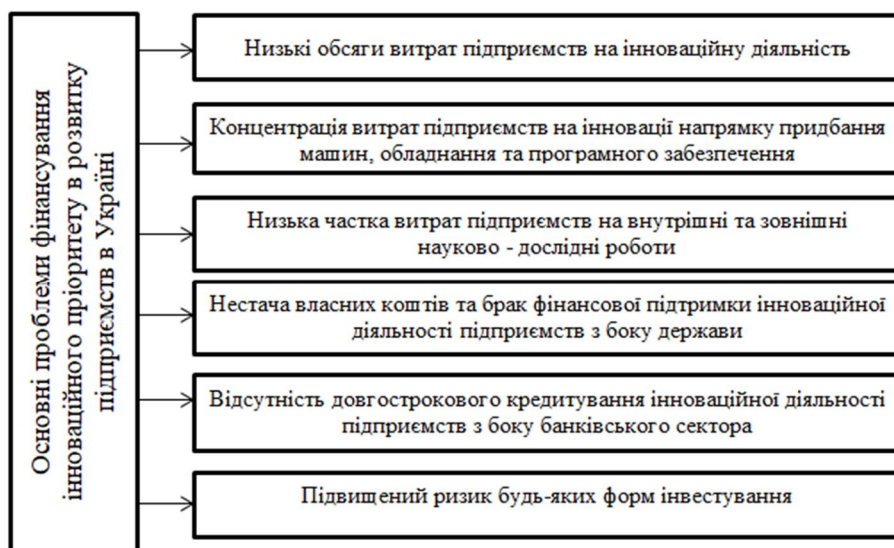 Основні проблеми фінансування
інноваційного пріоритету в розвитку
підприємств в Україні
Низькі обсяги витрат підприємств на інноваційну діяльність
Концентрація витрат підприємств на інновації напрямку придбання
машин, обладнання та програмного забезпечення
Низька частка витрат підприємств на внутрішні та зовнішні
науково - дослідні роботи
Нестача власних коштів та брак фінансової підтримки інноваційної
діяльності підприємств з боку держави
Відсутність довгострокового кредитування інноваційної діяльності
підприємств з боку банківського сектора
Підвищений ризик будь-яких форм інвестування